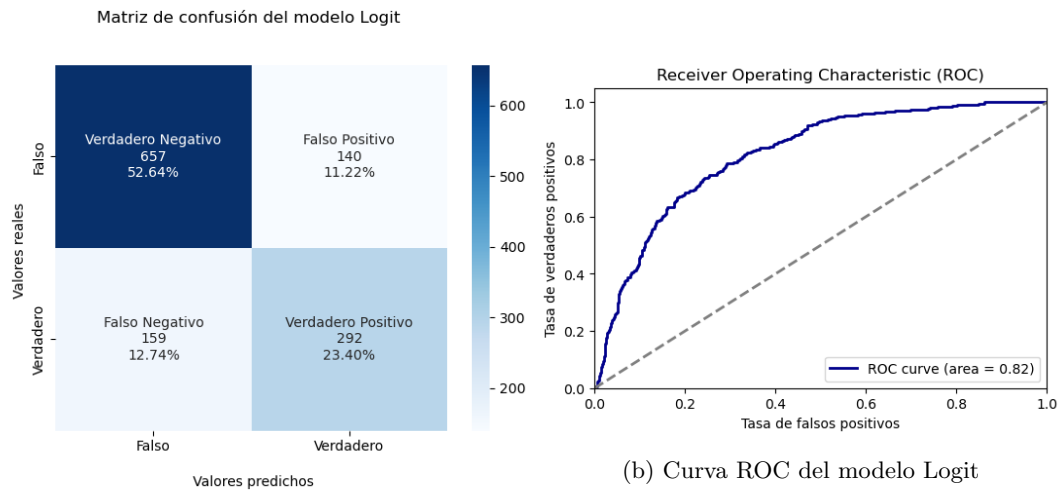 Matriz de confusión del modelo Logit
Valores reales
Falso
Verdadero
Verdadero Negativo
657
52.64%
Falso Positivo
140
11.22%
Falso Negativo
159
12.74%
Verdadero Positivo
292
23.40%
Falso
Verdadero
Valores predichos
600
500
400
300
200
Receiver Operating Characteristic (ROC)
Tasa de verdaderos positivos
1.0
0.8
0.6
0.4
0.2
0.0
ROC curve (area = 0.82)
0.0
0.2
0.4
0.6
0.8
1.0
Tasa de falsos positivos
(b) Curva ROC del modelo Logit